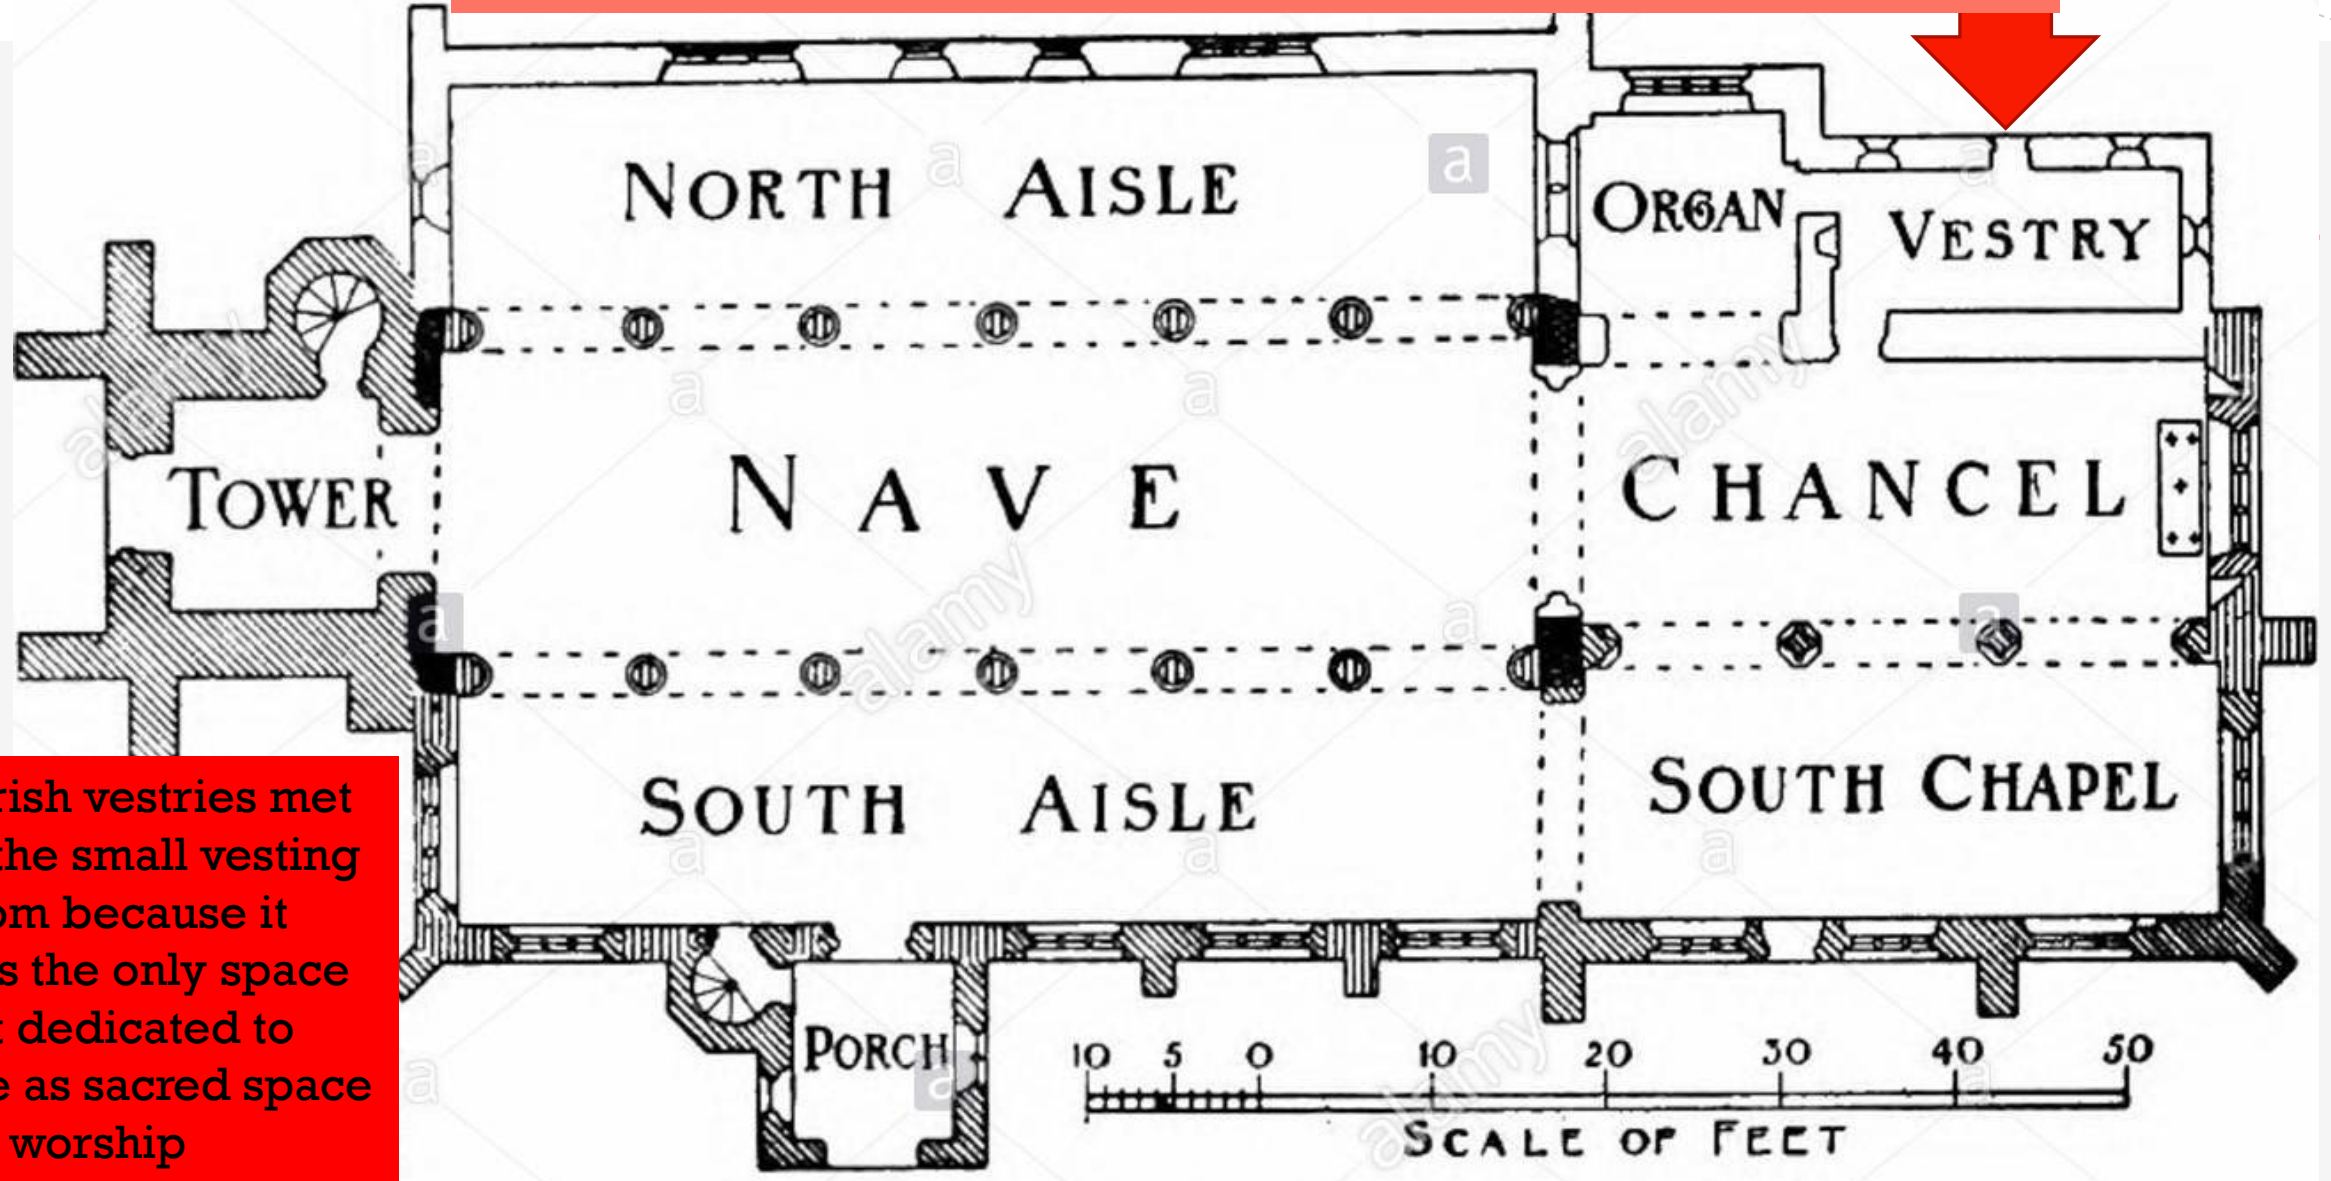 NORTH AISLE
ORGAN
VESTRY
TOWER
NAVE
CHANCEL
SOUTH AISLE
SOUTH CHAPEL
PORCH
10 5 0 10 20 30 40 50
SCALE OF FEET
rish vestries met
the small vesting
om because it
s the only space
t dedicated to
e as sacred space
worship
a
alamy